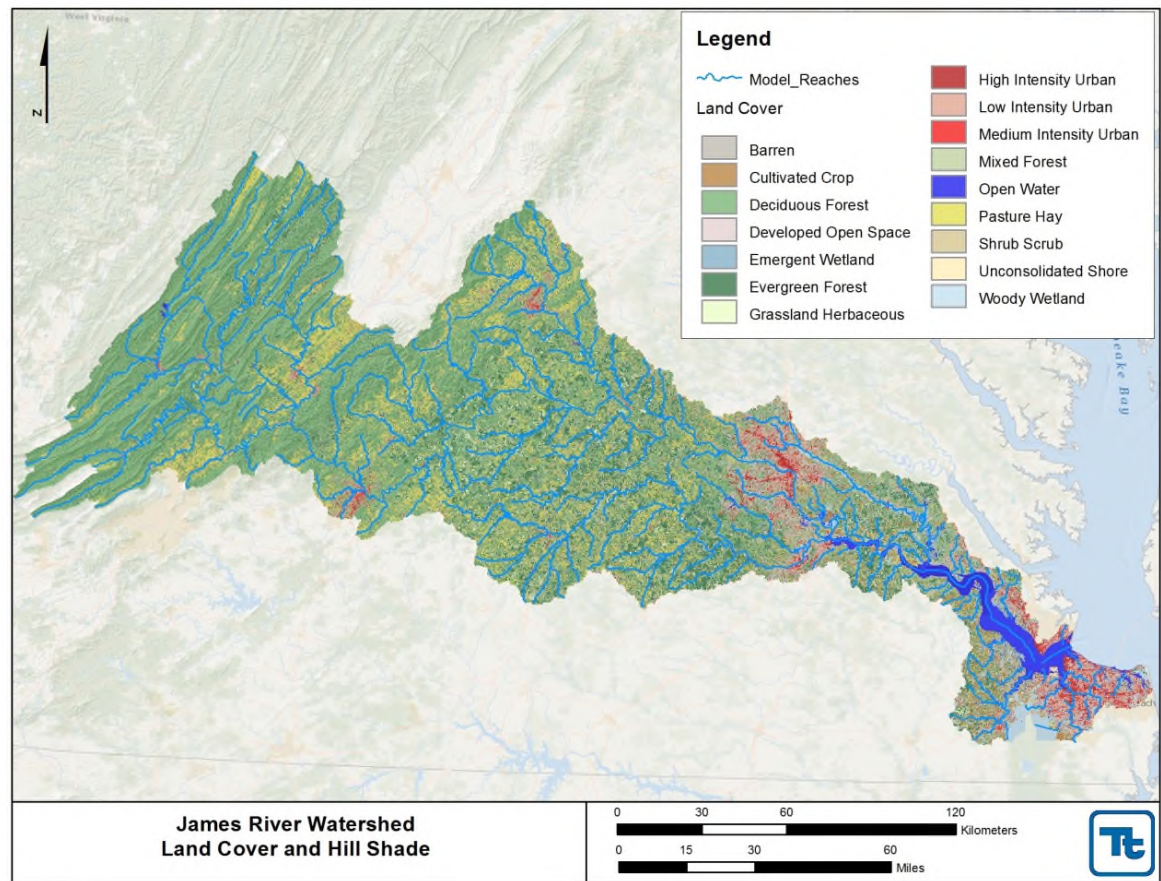 West Virginia
N
Legend
Model_Reaches
Land Cover
Barren
Cultivated Crop
Deciduous Forest
Developed Open Space
Emergent Wetland
Evergreen Forest
Grassland Herbaceous
High Intensity Urban
Low Intensity Urban
Medium Intensity Urban
Mixed Forest
Open Water
Pasture Hay
Shrub Scrub
Unconsolidated Shore
Woody Wetland
peake Bay
James River Watershed
Land Cover and Hill Shade
0 30 60 120
Kilometers
0 15 30 60
Miles
Tt